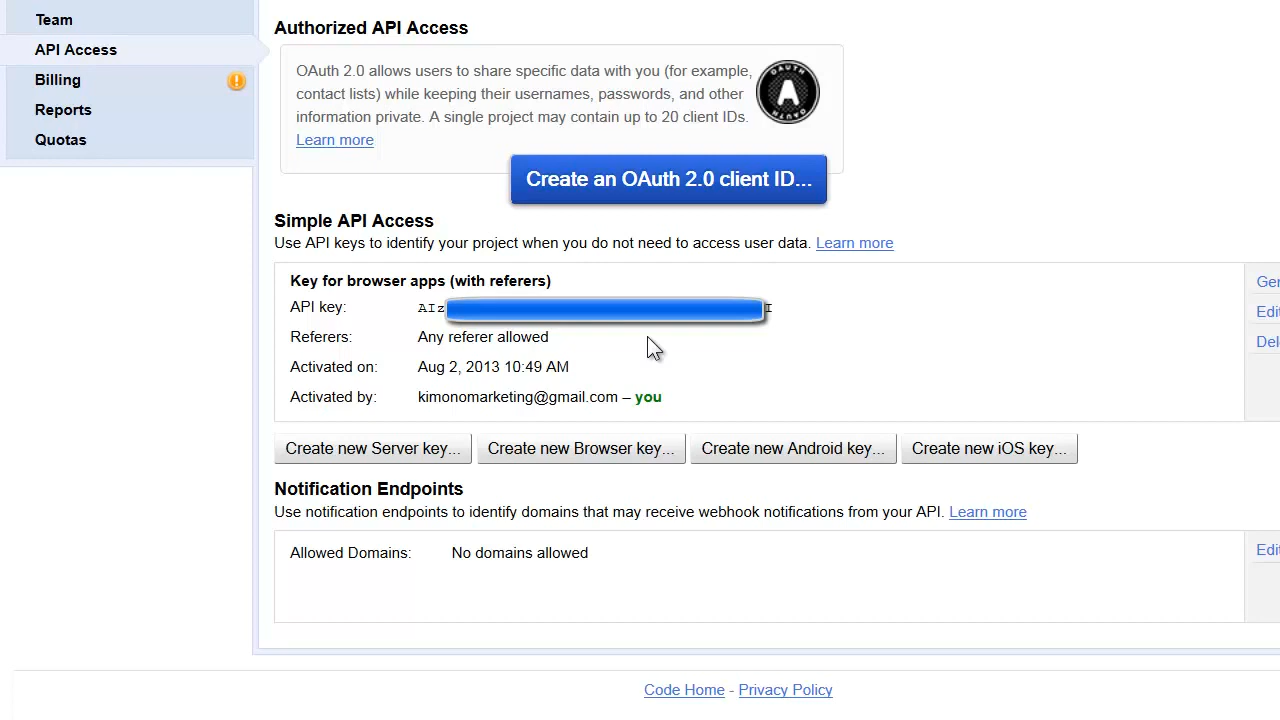 Team
API Access
Billing
Reports
Quotas
Authorized API Access
OAuth 2.0 allows users to share specific data with you (for example,
contact lists) while keeping their usernames, passwords, and other
information private. A single project may contain up to 20 client IDs.
Learn more
OAUTH
A
OAUTH
Create an OAuth 2.0 client ID...
Simple API Access
Use API keys to identify your project when you do not need to access user data. Learn more
Key for browser apps (with referers)
API key: AIz I
Referers: Any referer allowed
Activated on: Aug 2, 2013 10:49 AM
Activated by: kimonomarketing@gmail.com – you
Create new Server key... Create new Browser key... Create new Android key... Create new iOS key...
Notification Endpoints
Use notification endpoints to identify domains that may receive webhook notifications from your API. Learn more
Allowed Domains: No domains allowed
Code Home - Privacy Policy